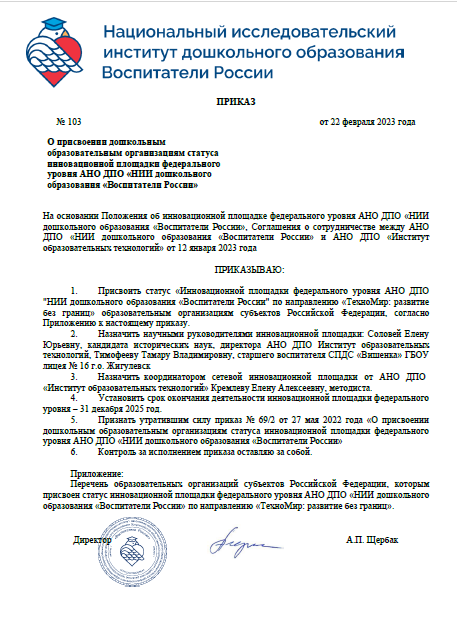 Национальный исследовательский
институт дошкольного образования
Воспитатели России
ПРИКАЗ
№ 103 от 22 февраля 2023 года
О присвоении дошкольным
образовательным организациям статуса
инновационной площадки федерального
уровня АНО ДПО «НИИ дошкольного
образования «Воспитатели России»
На основании Положения об инновационной площадке федерального уровня АНО ДПО «НИИ
дошкольного образования «Воспитатели России», Соглашения о сотрудничестве между АНО
ДПО «НИИ дошкольного образования «Воспитатели России» и АНО ДПО «Институт
образовательных технологий» от 12 января 2023 года
ПРИКАЗЫВАЮ:
1. Присвоить статус «Инновационной площадки федерального уровня АНО ДПО
"НИИ дошкольного образования «Воспитатели России" по направлению «ТехноМир: развитие
без границ» образовательным организациям субъектов Российской Федерации, согласно
Приложению к настоящему приказу.
2. Назначить научными руководителями инновационной площадки: Соловей Елену
Юрьевну, кандидата исторических наук, директора АНО ДПО Институт образовательных
технологий, Тимофееву Тамару Владимировну, старшего воспитателя СПДС «Вишенка» ГБОУ
лицея № 16 г.о. Жигулевск
3. Назначить координатором сетевой инновационной площадки от АНО ДПО
«Институт образовательных технологий» Кремлеву Елену Алексеевну, методиста.
4. Установить срок окончания деятельности инновационной площадки федерального
уровня – 31 декабря 2025 год.
5. Признать утратившим силу приказ № 69/2 от 27 мая 2022 года «О присвоении
дошкольным образовательным организациям статуса инновационной площадки федерального
уровня АНО ДПО «НИИ дошкольного образования «Воспитатели России»
6. Контроль за исполнением приказа оставляю за собой.
Приложение:
Перечень образовательных организаций субъектов Российской Федерации, которым
присвоен статус инновационной площадки федерального уровня АНО ДПО «НИИ дошкольного
образования «Воспитатели России» по направлению «ТехноМир: развитие без границ».
Директор А.П. Щербак